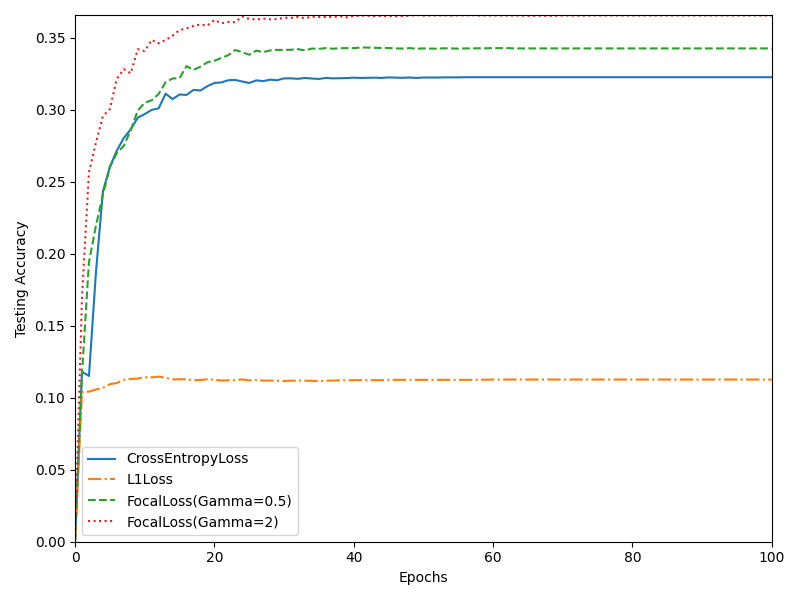 0.35
0.30
0.25
0.20
0.15
0.10
0.05
0.00
Testing Accuracy
CrossEntropyLoss
L1Loss
FocalLoss(Gamma=0.5)
FocalLoss(Gamma=2)
0 20 40 60 80 100
Epochs